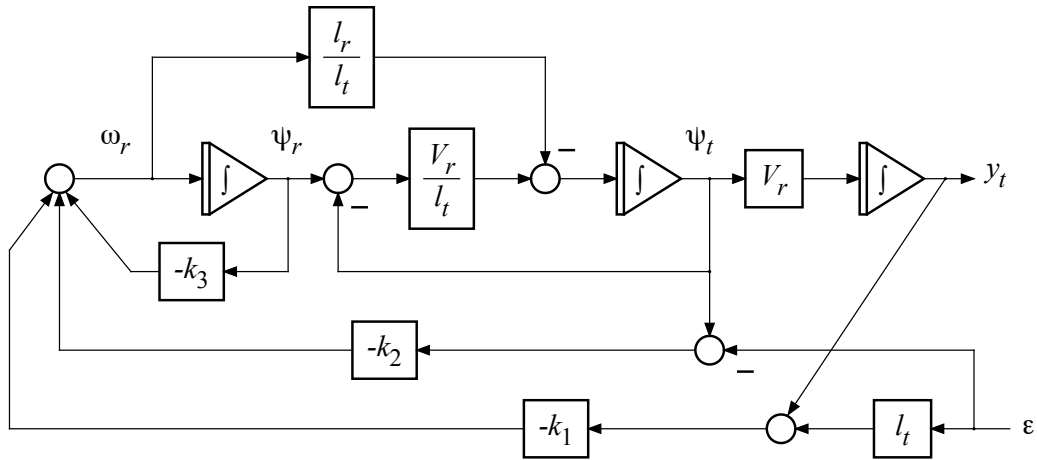 l_r
l_t
ω_r
∫
ψ_r
−
V_r
l_t
−
∫
ψ_t
V_r
∫
y_t
-k_3
-k_2
−
-k_1
l_t
ε